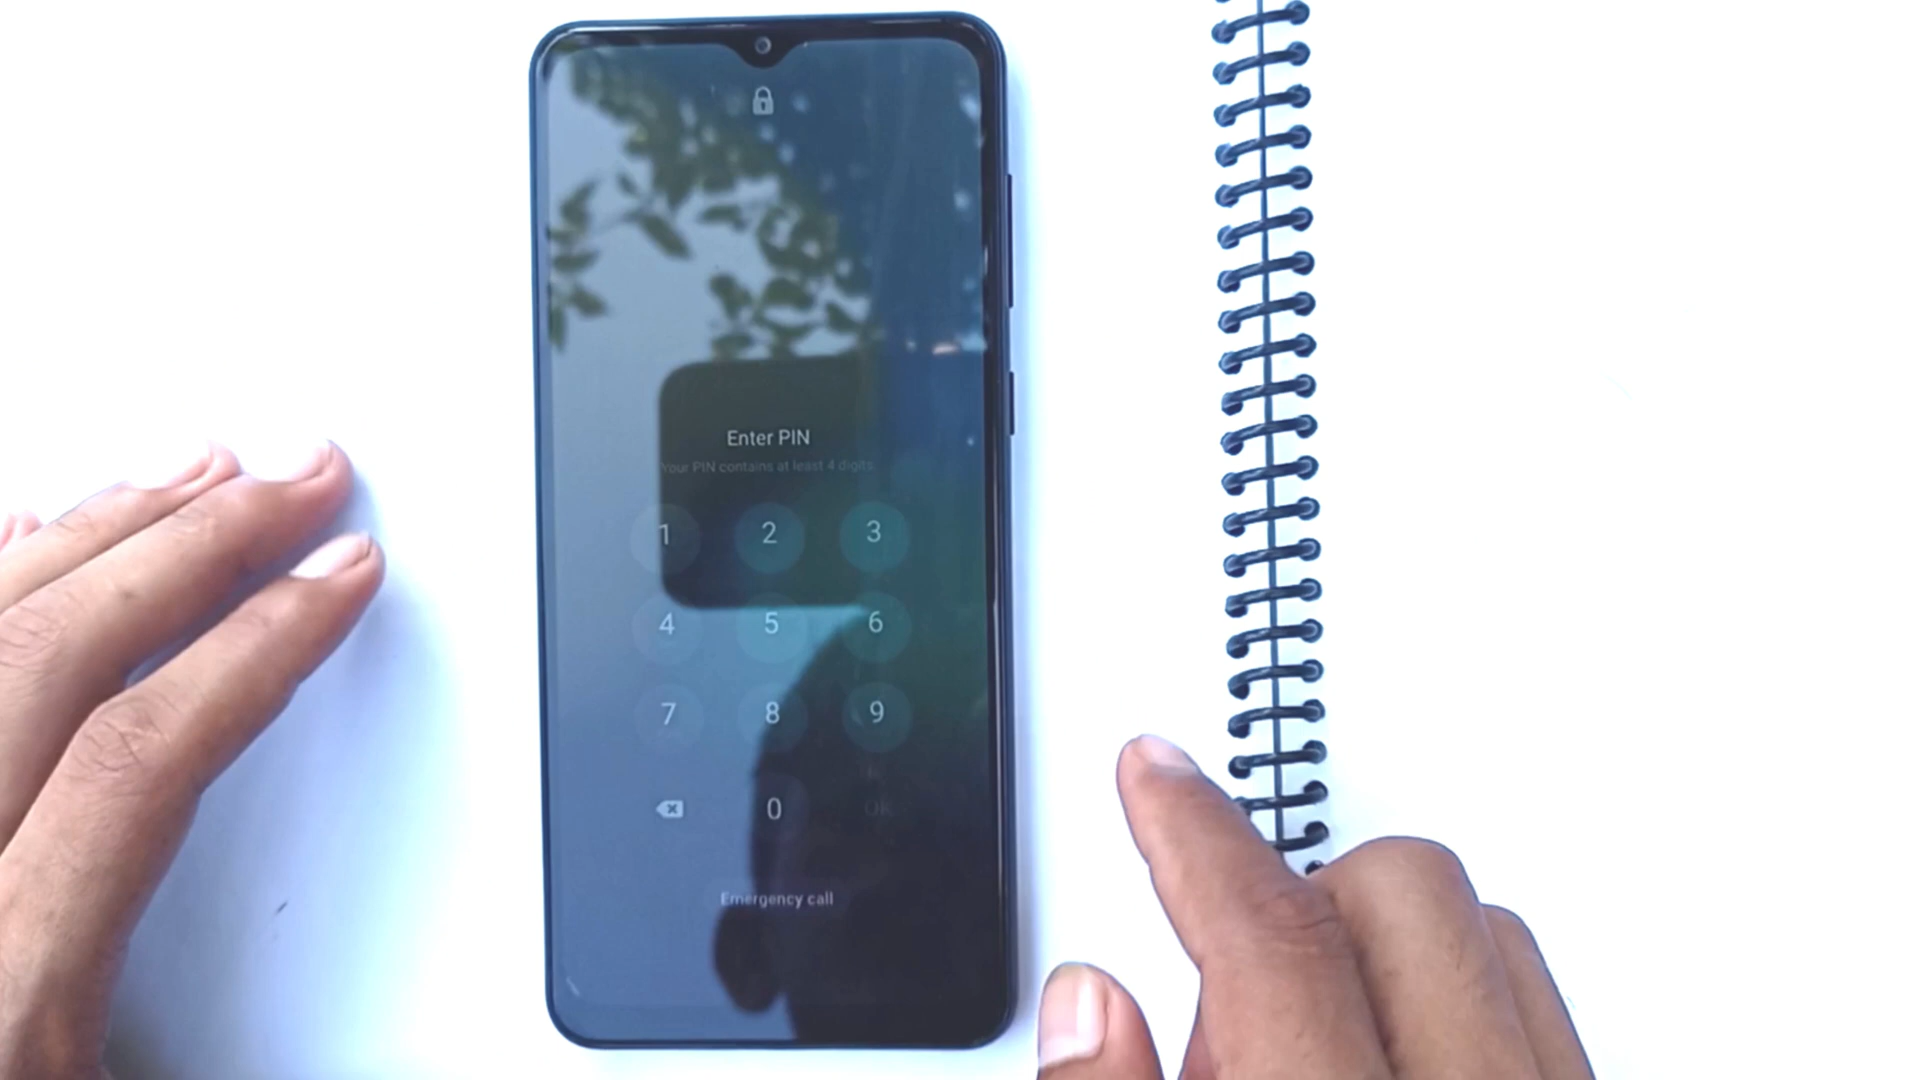 Enter PIN
Your PIN contains at least 4 digits
1 2 3
4 5 6
7 8 9
0 OK
Emergency call